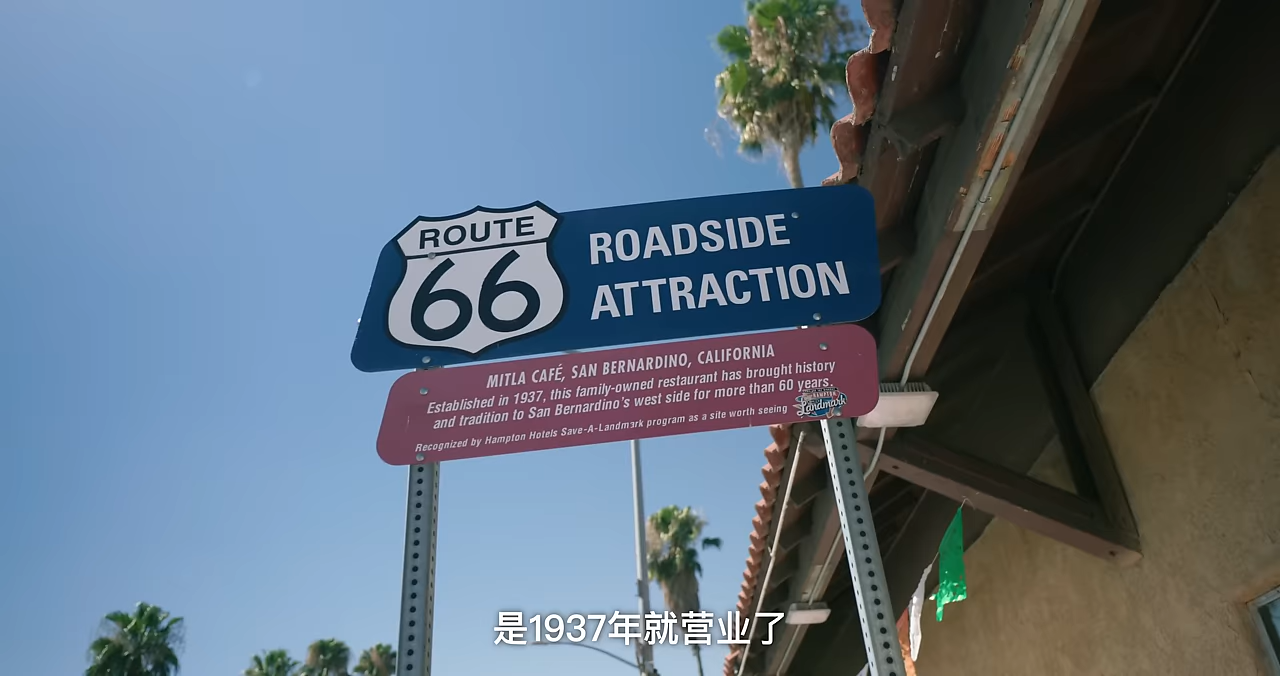 ROUTE
66
ROADSIDE
ATTRACTION
MITLA CAFÉ, SAN BERNARDINO, CALIFORNIA
Established in 1937, this family-owned restaurant has brought history
and tradition to San Bernardino's west side for more than 60 years.
Recognized by Hampton Hotels Save-A-Landmark program as a site worth seeing
HAMPTON
Landmark
是1937年就营业了